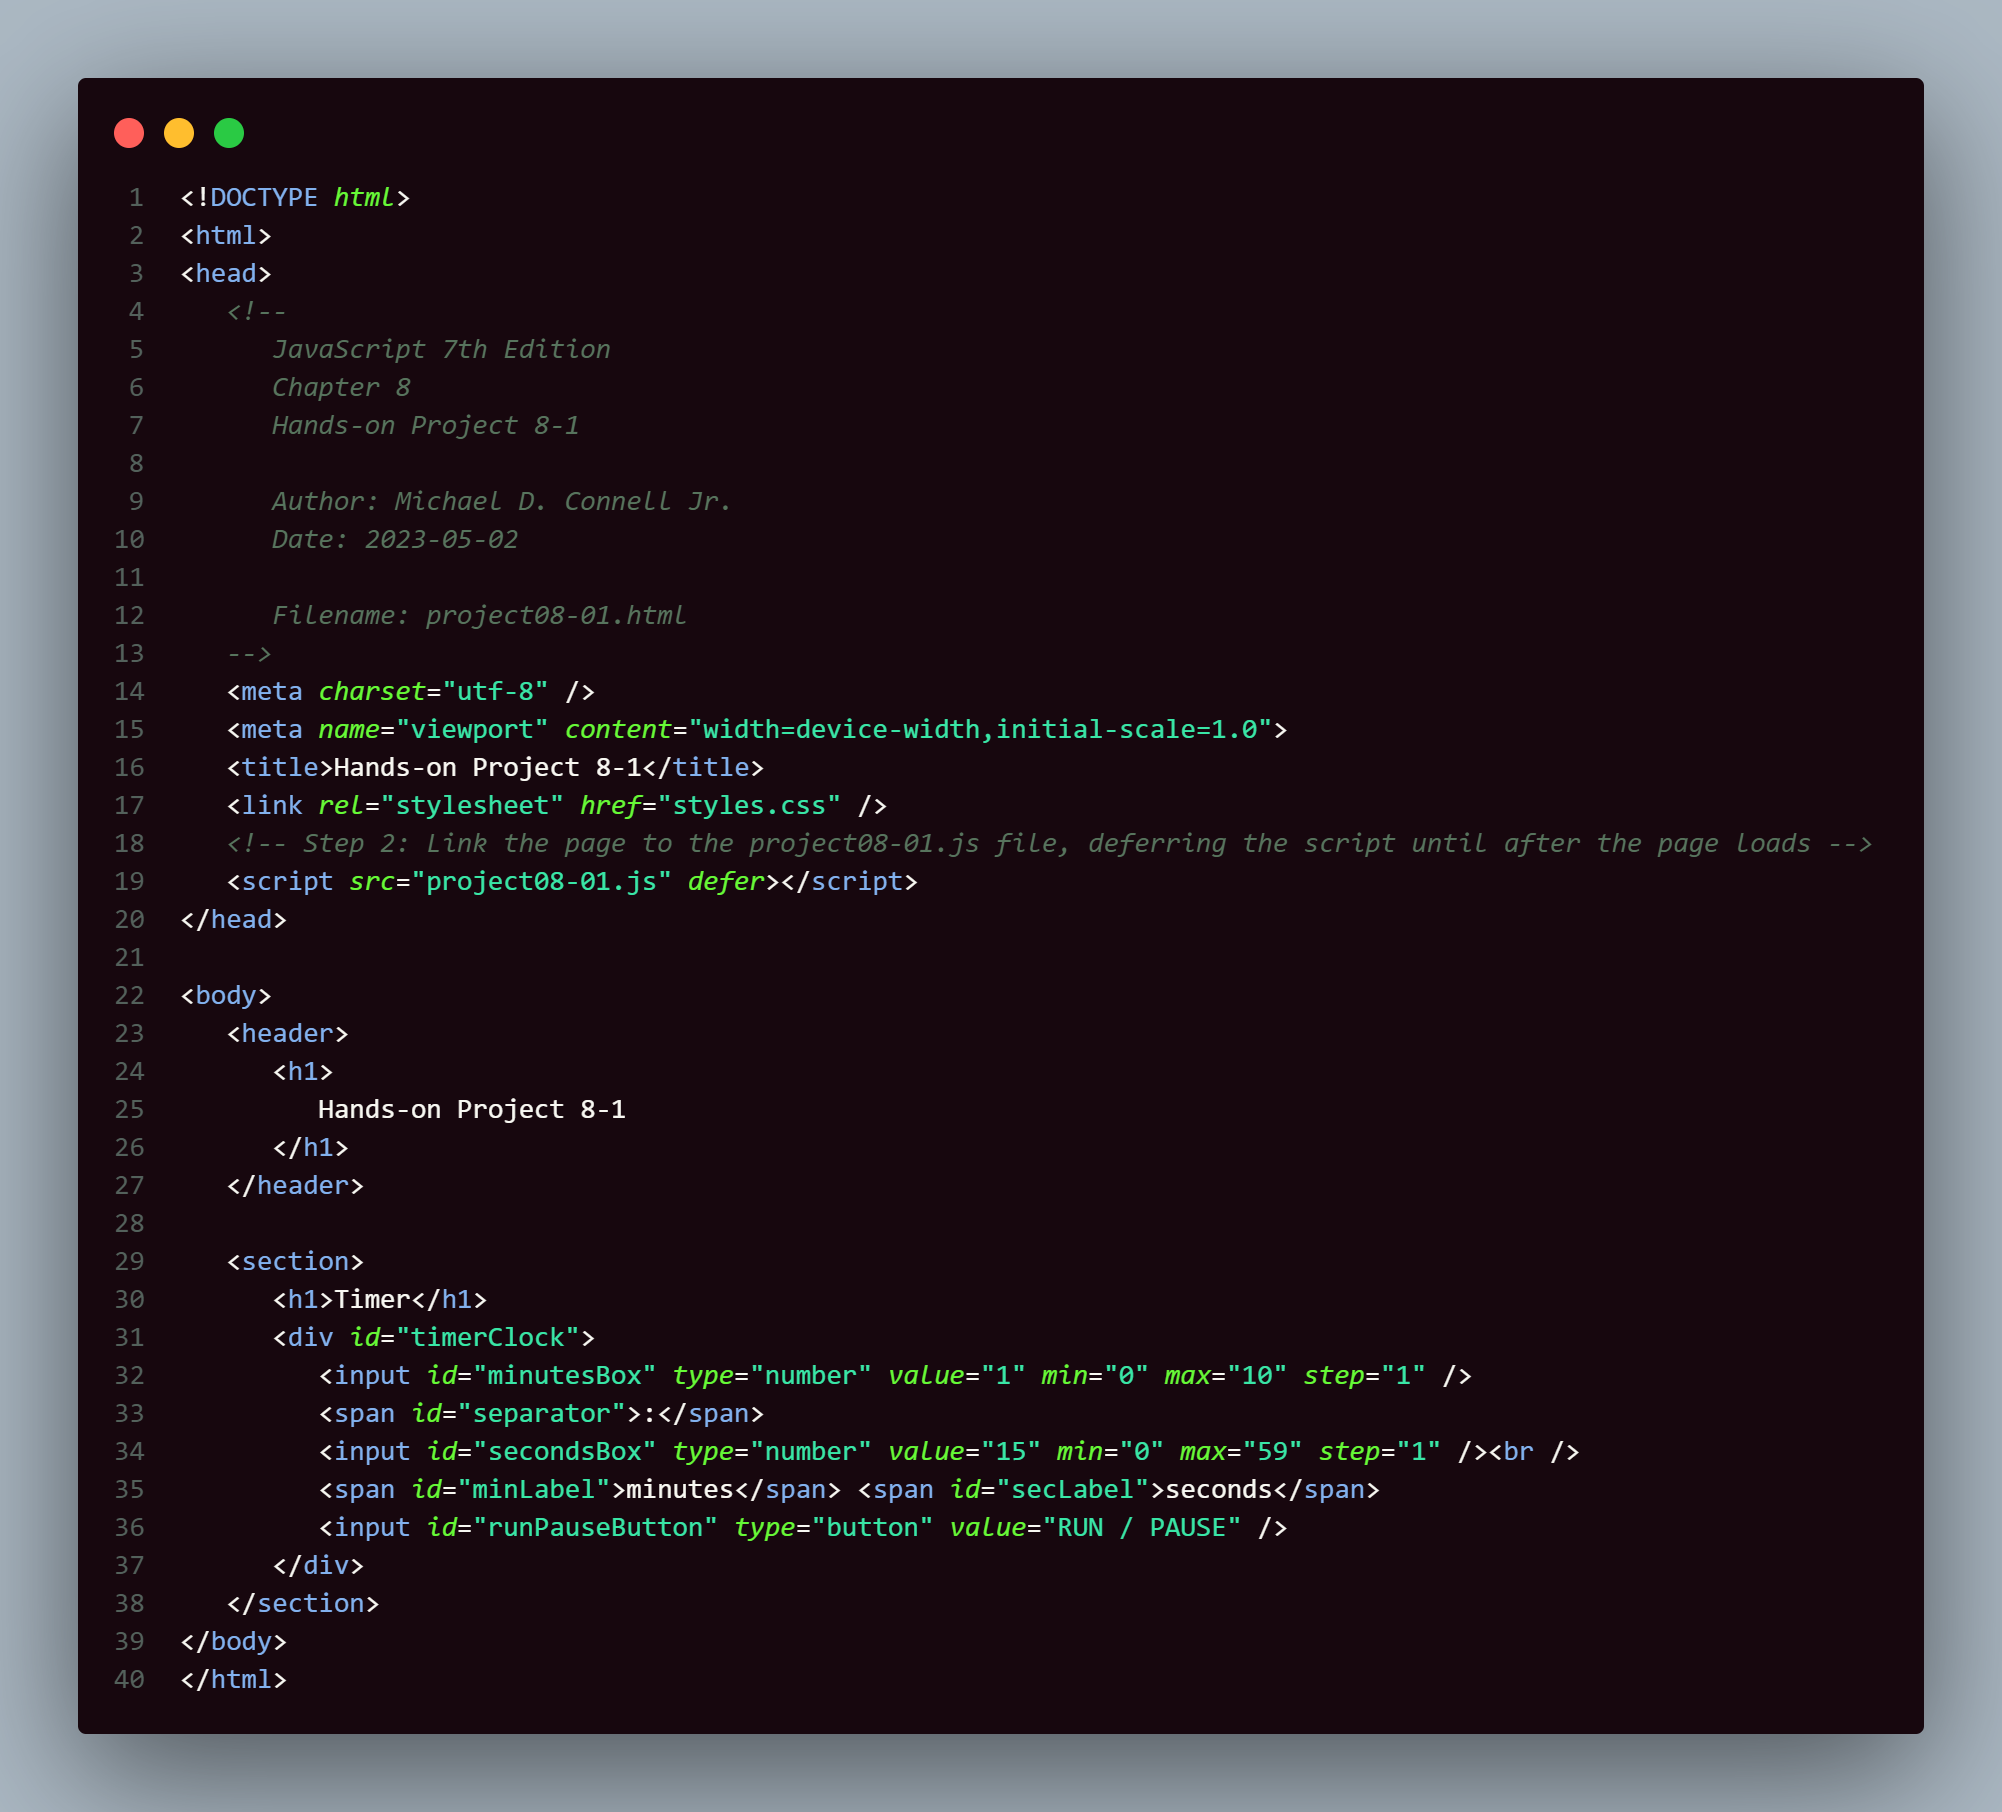 1 <!DOCTYPE html>
2 <html>
3 <head>
4    <!--
5       JavaScript 7th Edition
6       Chapter 8
7       Hands-on Project 8-1
8
9       Author: Michael D. Connell Jr.
10       Date: 2023-05-02
11
12       Filename: project08-01.html
13    -->
14    <meta charset="utf-8" />
15    <meta name="viewport" content="width=device-width,initial-scale=1.0">
16    <title>Hands-on Project 8-1</title>
17    <link rel="stylesheet" href="styles.css" />
18    <!-- Step 2: Link the page to the project08-01.js file, deferring the script until after the page loads -->
19    <script src="project08-01.js" defer></script>
20 </head>
21
22 <body>
23    <header>
24       <h1>
25          Hands-on Project 8-1
26       </h1>
27    </header>
28
29    <section>
30       <h1>Timer</h1>
31       <div id="timerClock">
32          <input id="minutesBox" type="number" value="1" min="0" max="10" step="1" />
33          <span id="separator">:</span>
34          <input id="secondsBox" type="number" value="15" min="0" max="59" step="1" /><br />
35          <span id="minLabel">minutes</span> <span id="secLabel">seconds</span>
36          <input id="runPauseButton" type="button" value="RUN / PAUSE" />
37       </div>
38    </section>
39 </body>
40 </html>